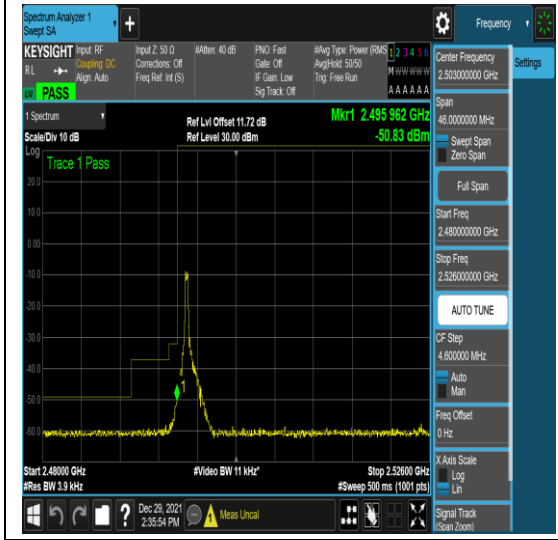 Spectrum Analyzer 1
Swept SA
Frequency
KEYSIGHT
RL
PASS
Input: RF
Coupling: DC
Align: Auto
Input Z: 50 Ω
Corrections: Off
Freq Ref: Int (S)
#Atten: 40 dB
PNO: Fast
Gate: Off
IF Gain: Low
Sig Track: Off
#Avg Type: Power (RMS
Avg|Hold: 50/50
Trig: Free Run
1 2 3 4 5 6
M W W W W W
A A A A A A
Center Frequency
2.503000000 GHz
Settings
Span
46.0000000 MHz
Swept Span
Zero Span
Full Span
Start Freq
2.480000000 GHz
Stop Freq
2.526000000 GHz
AUTO TUNE
CF Step
4.600000 MHz
Auto
Man
Freq Offset
0 Hz
X Axis Scale
Log
Lin
Signal Track
(Span Zoom)
1 Spectrum
Scale/Div 10 dB
Ref Lvl Offset 11.72 dB
Ref Level 30.00 dBm
Mkr1 2.495 962 GHz
-50.83 dBm
Log
Trace 1 Pass
20.0
10.0
0.00
-10.0
-20.0
-30.0
-40.0
-50.0
-60.0
1
Start 2.48000 GHz
#Res BW 3.9 kHz
#Video BW 11 kHz*
Stop 2.52600 GHz
#Sweep 500 ms (1001 pts)
?
Dec 29, 2021
2:35:54 PM
Meas Uncal